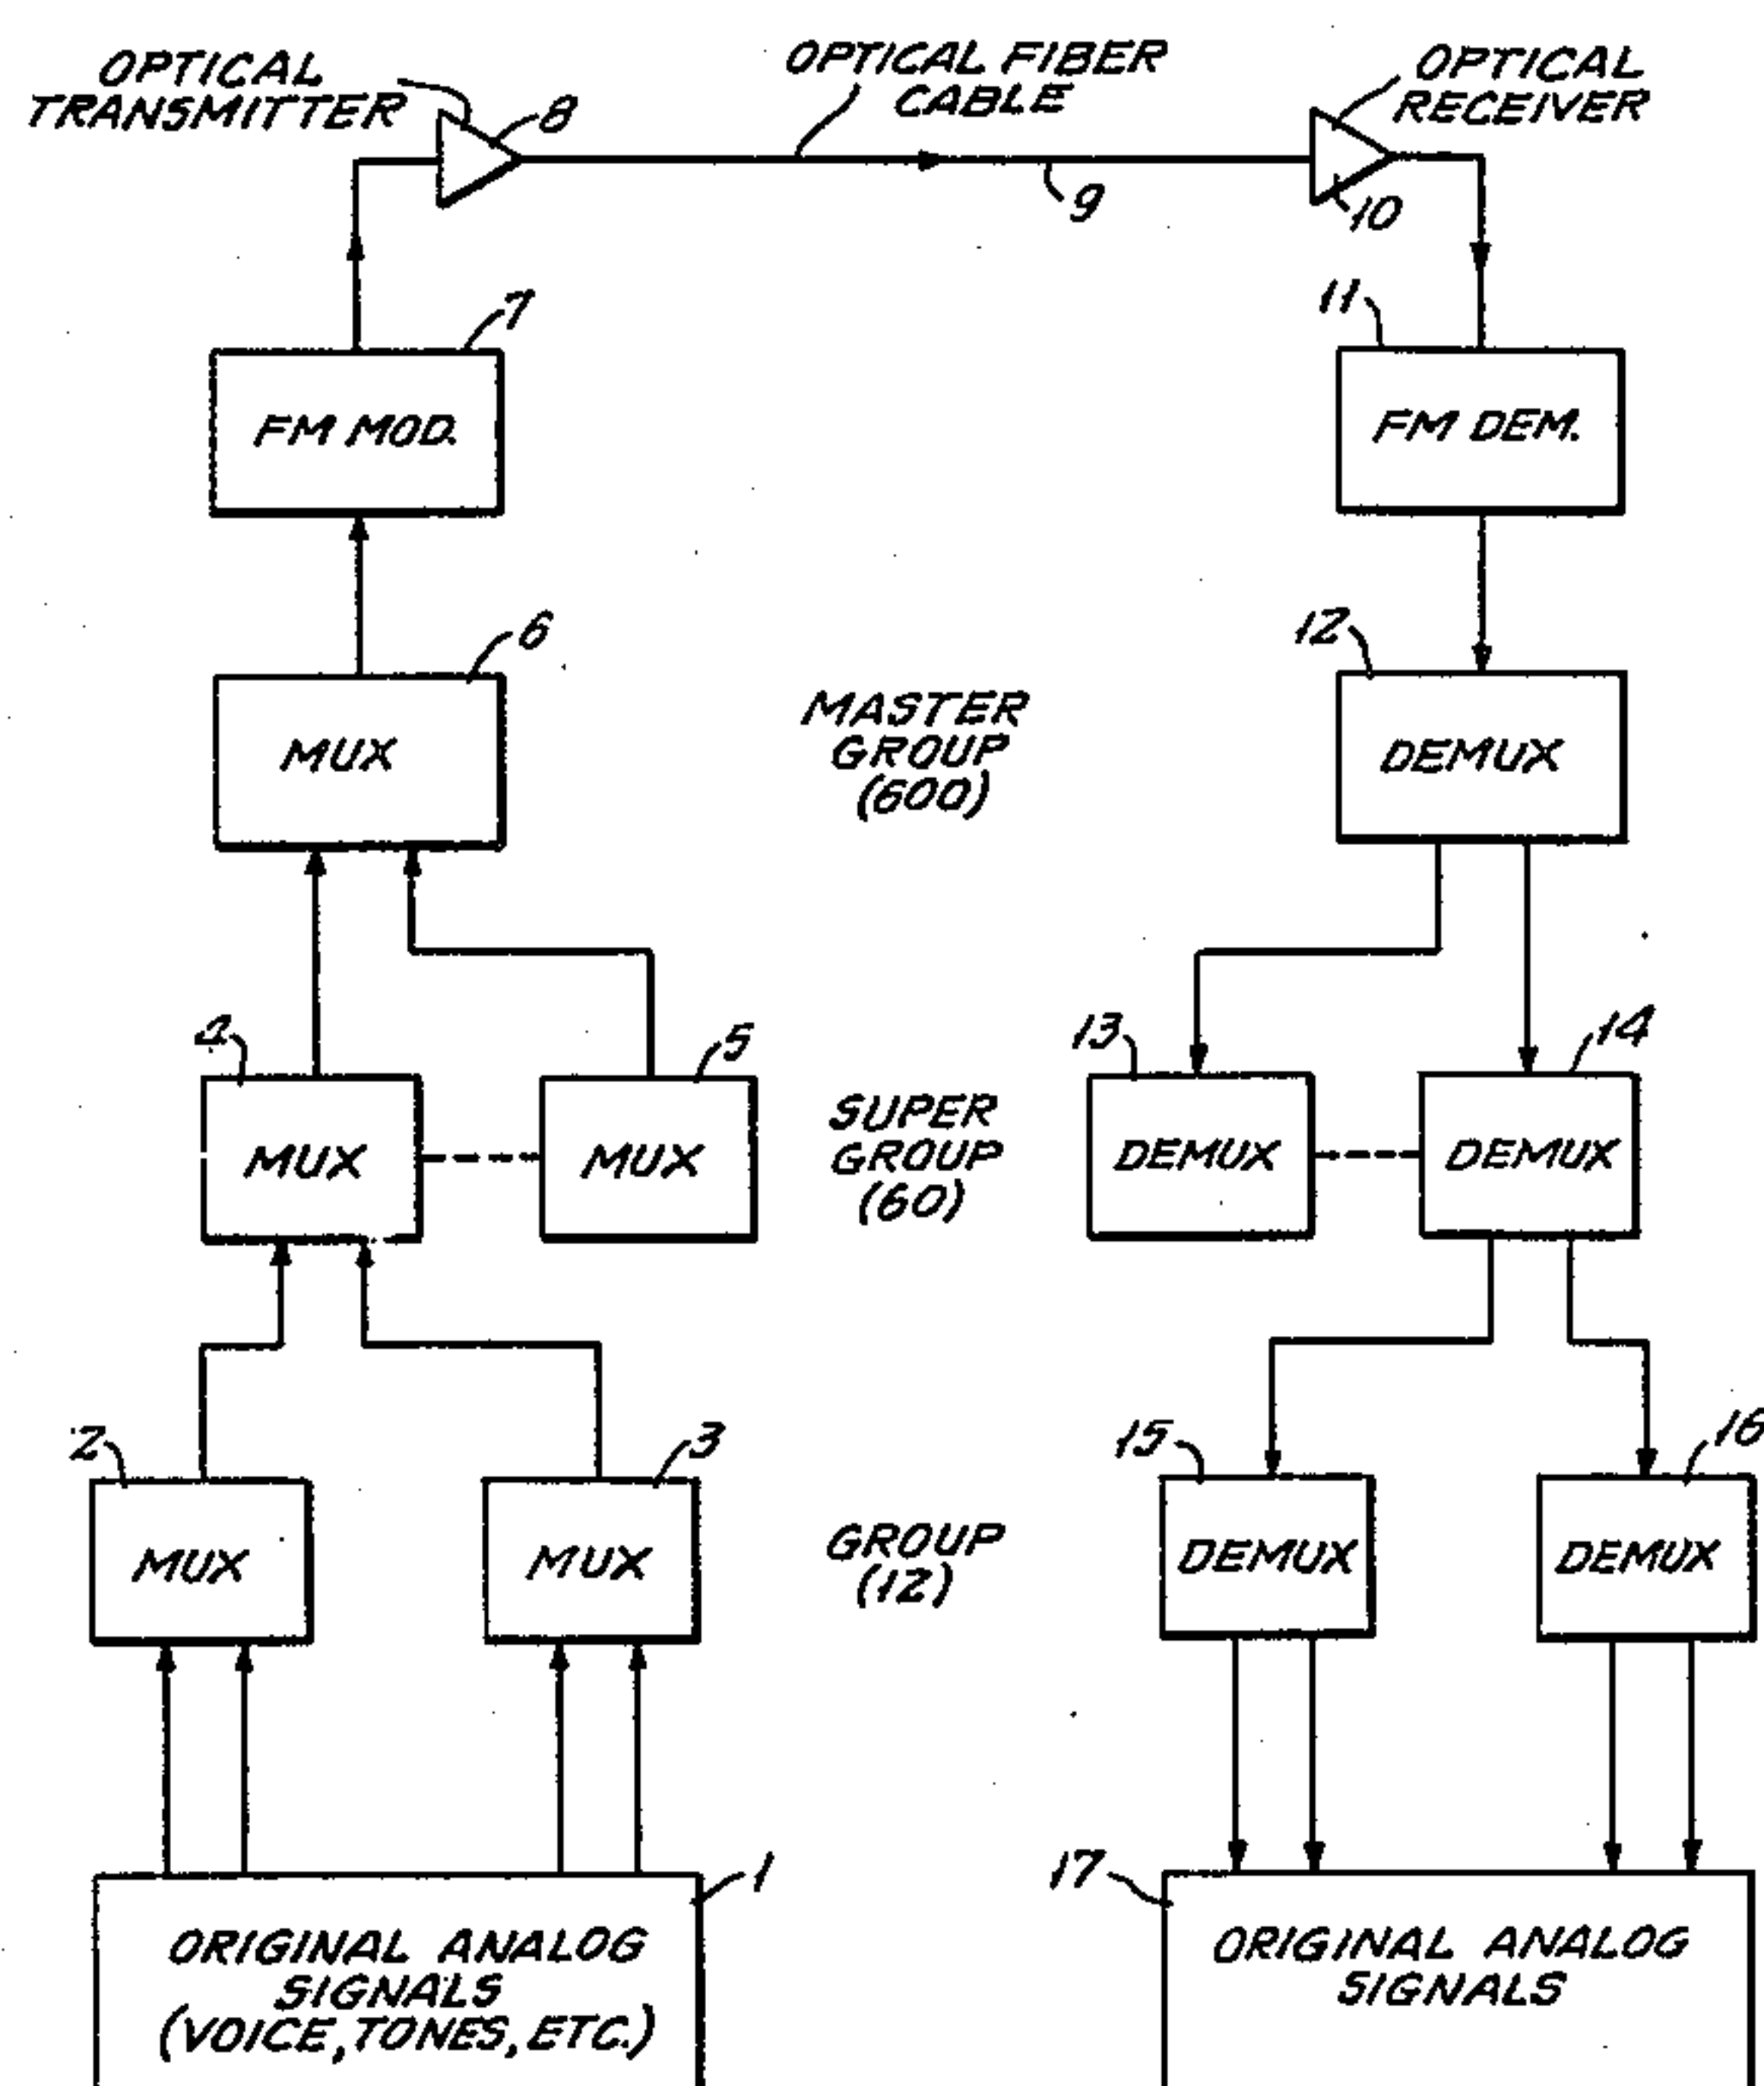 OPTICAL
TRANSMITTER
8
OPTICAL FIBER
CABLE
9
OPTICAL
RECEIVER
10
7
FM MOD.
11
FM DEM.
6
MUX
MASTER
GROUP
(600)
12
DEMUX
4
MUX
5
MUX
SUPER
GROUP
(60)
13
DEMUX
14
DEMUX
2
MUX
3
MUX
GROUP
(12)
15
DEMUX
16
DEMUX
1
ORIGINAL ANALOG
SIGNALS
(VOICE, TONES, ETC.)
17
ORIGINAL ANALOG
SIGNALS